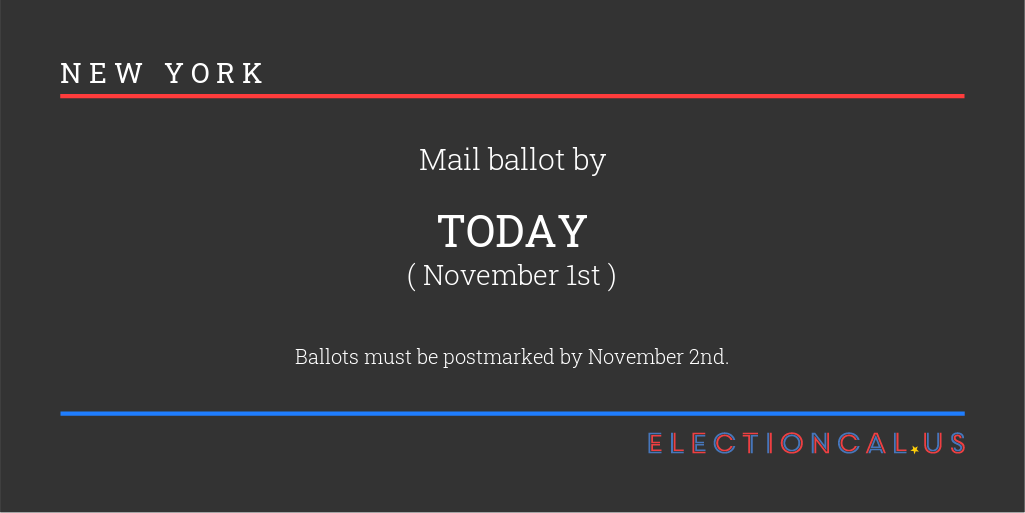 NEW YORK
Mail ballot by
TODAY
( November 1st )
Ballots must be postmarked by November 2nd.
ELECTIONCAL.US